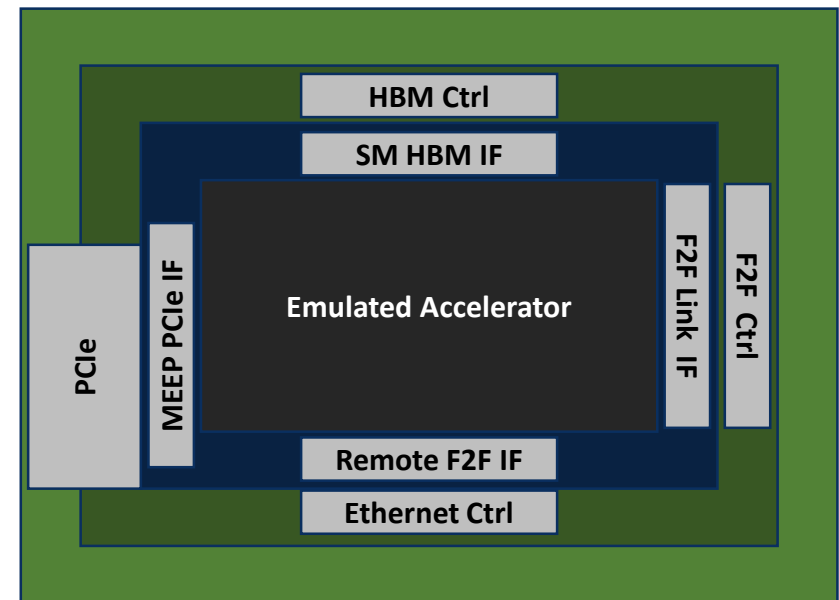 HBM Ctrl
SM HBM IF
PCIe
MEEP PCIe IF
Emulated Accelerator
F2F Link IF
F2F Ctrl
Remote F2F IF
Ethernet Ctrl